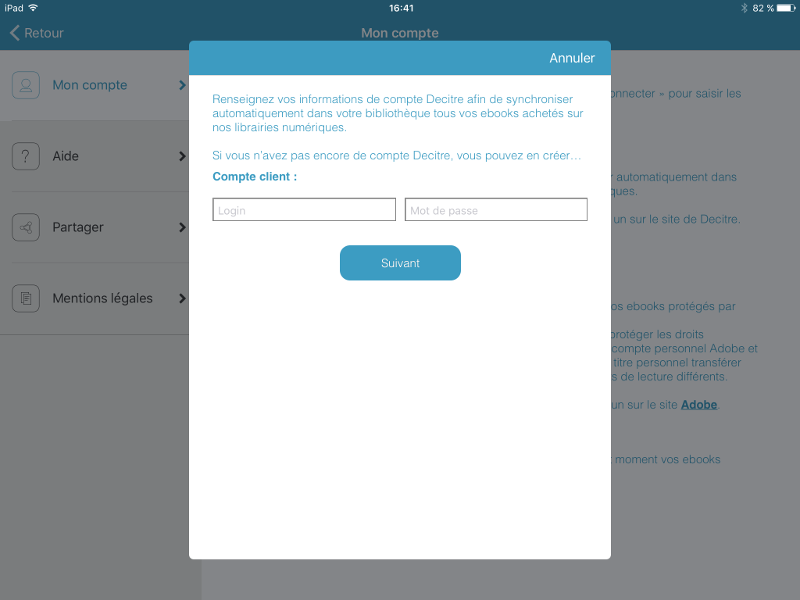 iPad 16:41 82 %
Retour Mon compte
Annuler
Mon compte
Aide
Partager
Mentions légales
Renseignez vos informations de compte Decitre afin de synchroniser
automatiquement dans votre bibliothèque tous vos ebooks achetés sur
nos librairies numériques.
Si vous n'avez pas encore de compte Decitre, vous pouvez en créer…
Compte client :
Login
Mot de passe
Suivant
onnecter » pour saisir les
r automatiquement dans
ques.
un sur le site de Decitre.
os ebooks protégés par
protéger les droits
compte personnel Adobe et
titre personnel transférer
s de lecture différents.
un sur le site Adobe.
moment vos ebooks